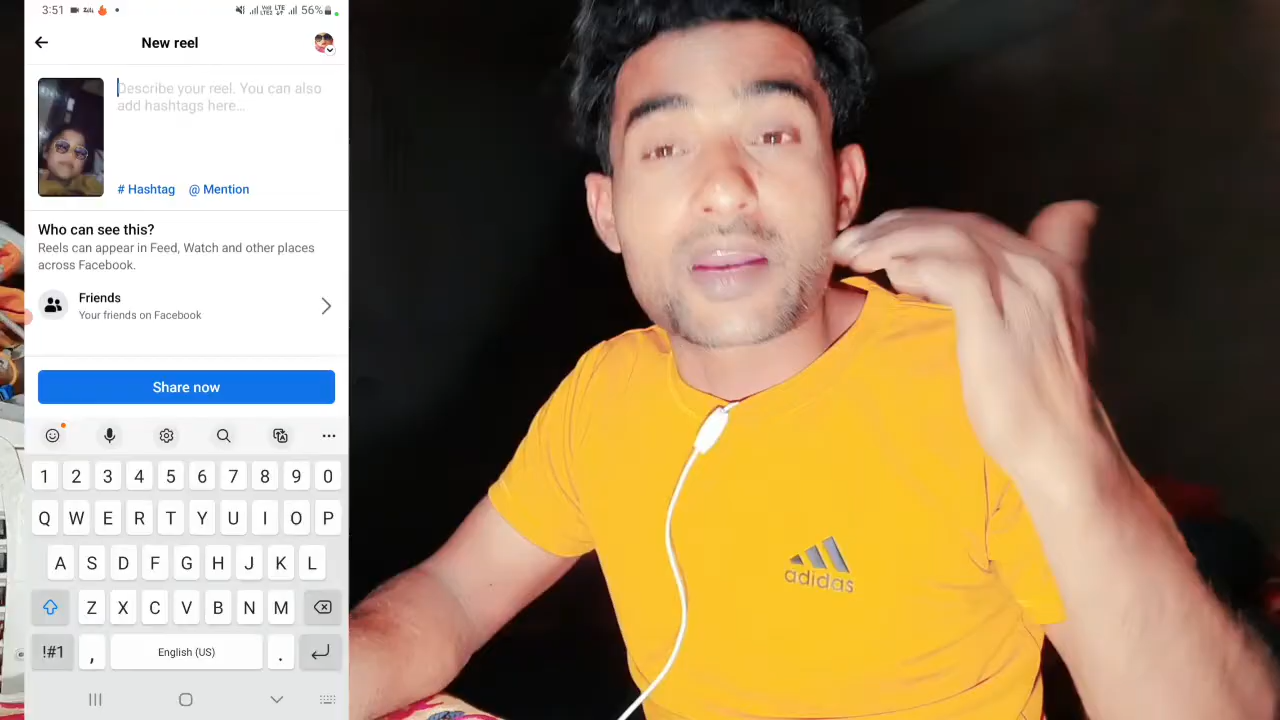 3:51
56%
New reel
Describe your reel. You can also
add hashtags here...
# Hashtag @ Mention
Who can see this?
Reels can appear in Feed, Watch and other places
across Facebook.
Friends
Your friends on Facebook
Share now
1 2 3 4 5 6 7 8 9 0
Q W E R T Y U I O P
A S D F G H J K L
Z X C V B N M
!#1 , English (US) .
adidas